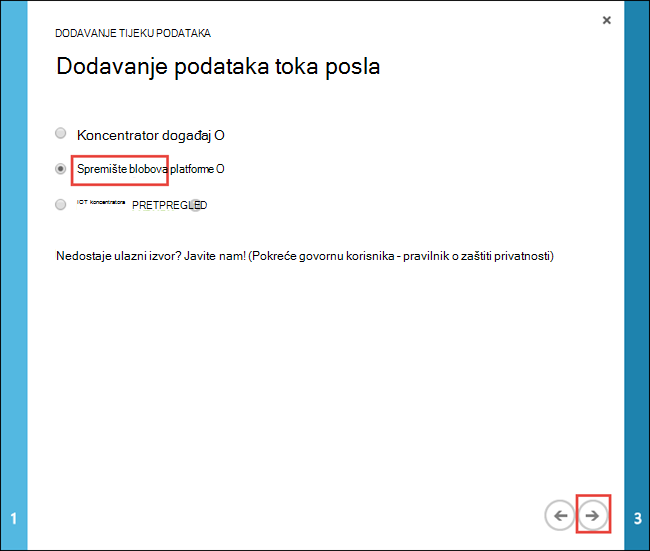 DODAVANJE TIJEKU PODATAKA
Dodavanje podataka toka posla
Koncentrator događaj O
Spremište blobova platforme O
IOT koncentratora PRETPREGLED
Nedostaje ulazni izvor? Javite nam! (Pokreće govornu korisnika - pravilnik o zaštiti privatnosti)
1
3